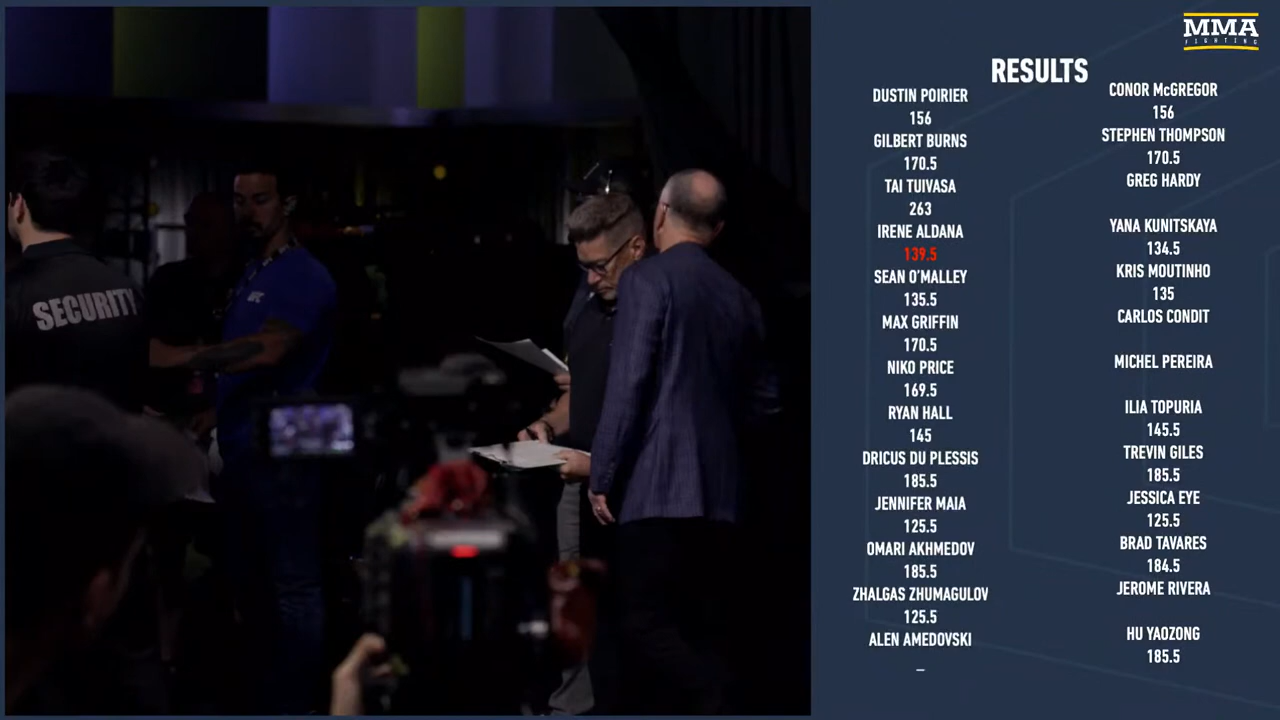 MMA
FIGHTING
RESULTS
DUSTIN POIRIER
156
GILBERT BURNS
170.5
TAI TUIVASA
263
IRENE ALDANA
139.5
SEAN O'MALLEY
135.5
MAX GRIFFIN
170.5
NIKO PRICE
169.5
RYAN HALL
145
DRICUS DU PLESSIS
185.5
JENNIFER MAIA
125.5
OMARI AKHMEDOV
185.5
ZHALGAS ZHUMAGULOV
125.5
ALEN AMEDOVSKI
–
CONOR McGREGOR
156
STEPHEN THOMPSON
170.5
GREG HARDY
YANA KUNITSKAYA
134.5
KRIS MOUTINHO
135
CARLOS CONDIT
MICHEL PEREIRA
ILIA TOPURIA
145.5
TREVIN GILES
185.5
JESSICA EYE
125.5
BRAD TAVARES
184.5
JEROME RIVERA
HU YAOZONG
185.5
SECURITY